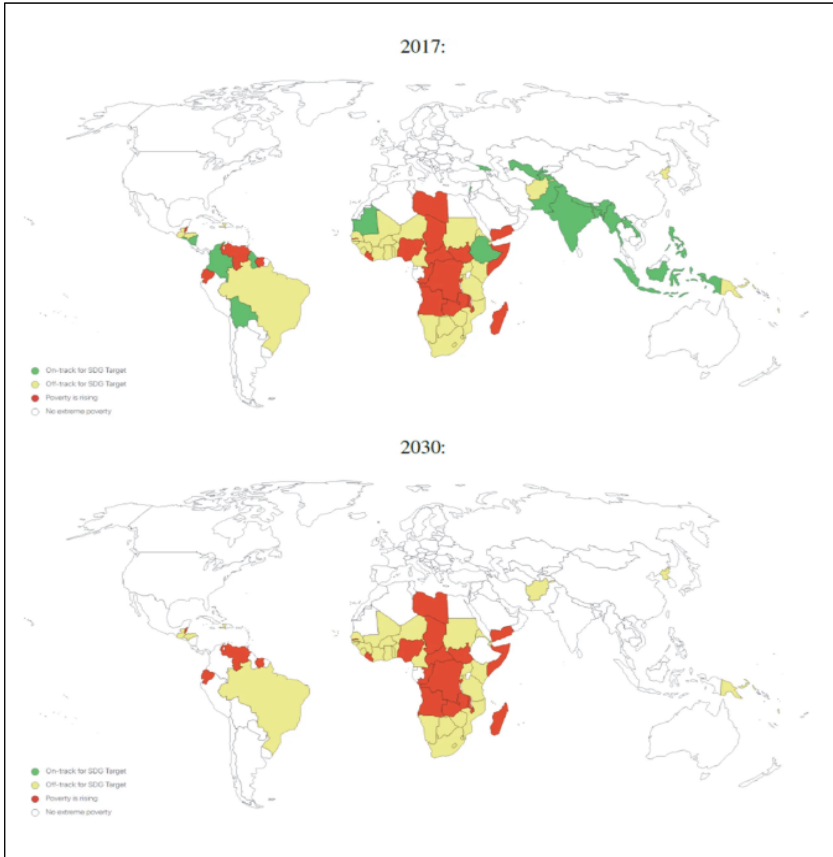 2017:
On-track for SDG Target
Off-track for SDG Target
Poverty is rising
No extreme poverty
2030:
On-track for SDG Target
Off-track for SDG Target
Poverty is rising
No extreme poverty